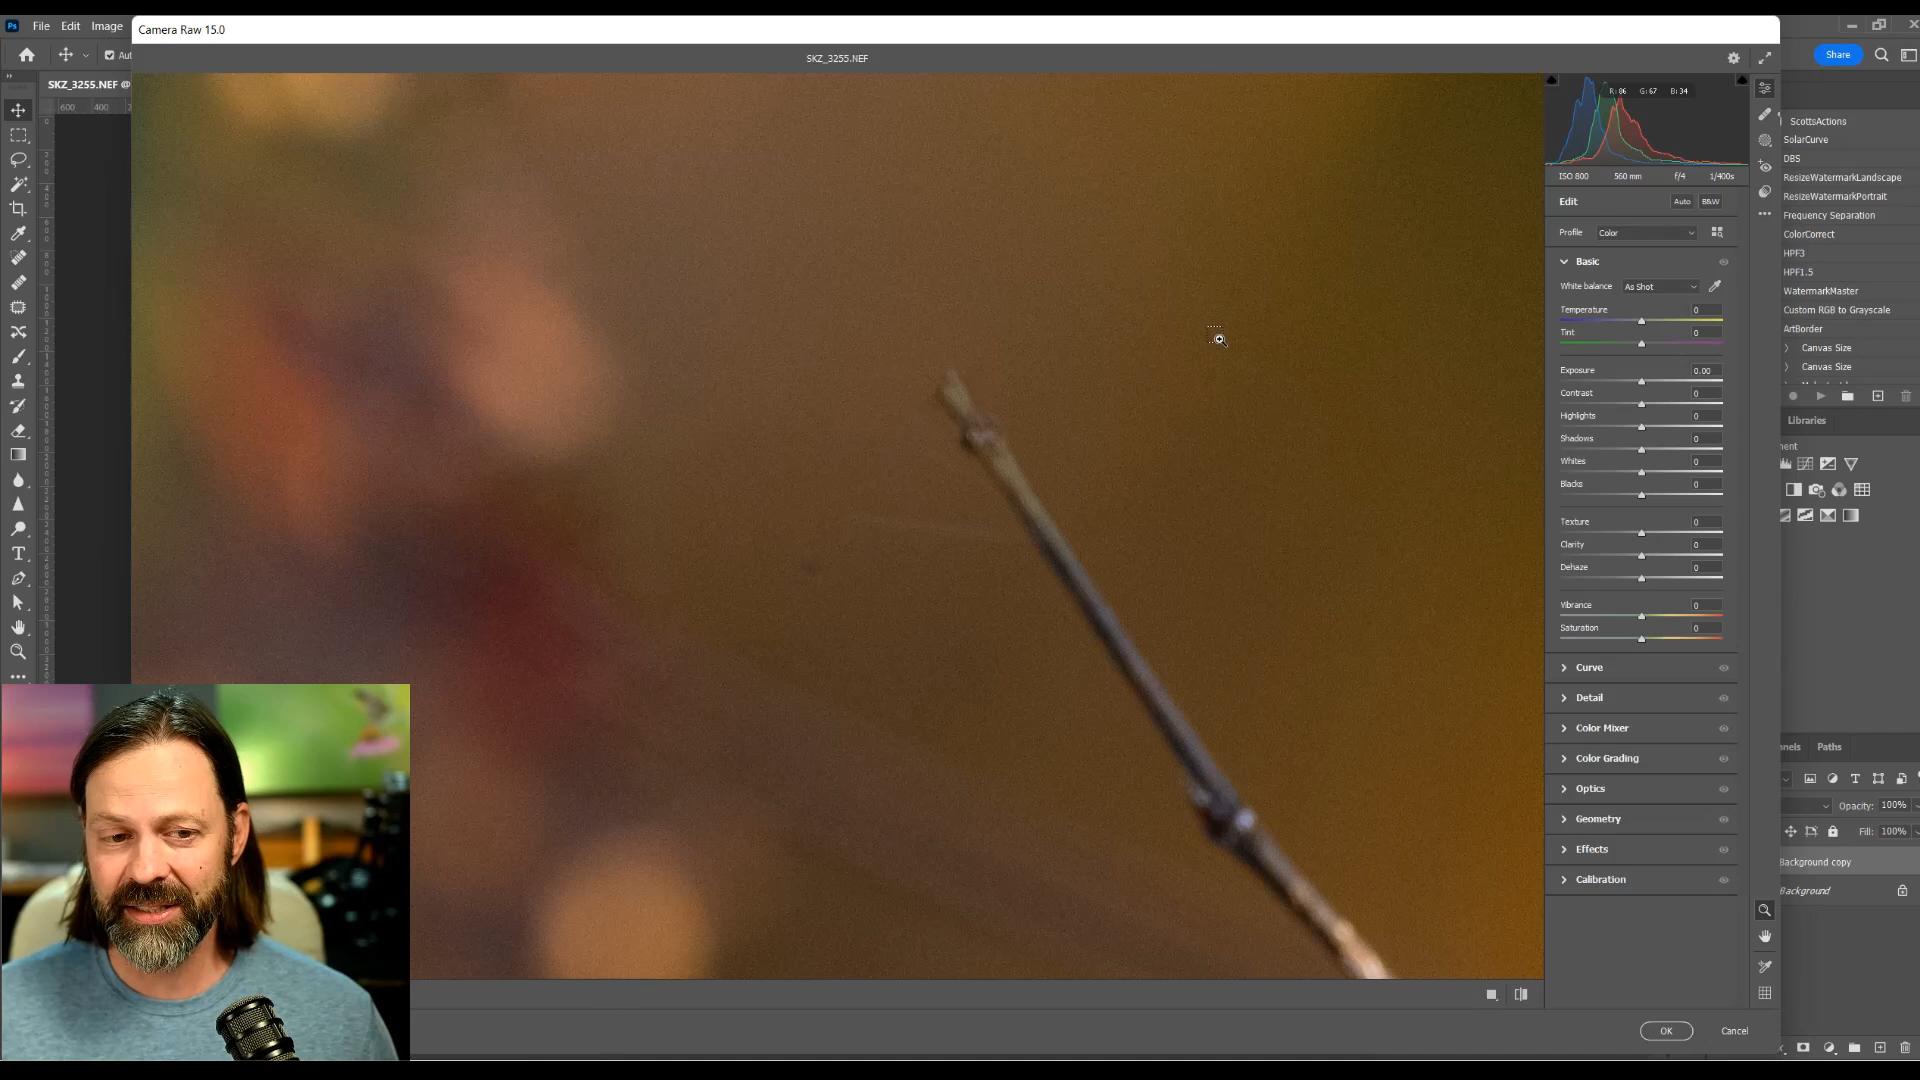 Ps File Edit Image
Camera Raw 15.0
SKZ_3255.NEF
Share
Aut
SKZ_3255.NEF @
600 400
R: 86 G: 67 B: 34
ISO 800 560 mm f/4 1/400s
Edit Auto B&W
Profile Color
Basic
White balance As Shot
Temperature 0
Tint 0
Exposure 0.00
Contrast 0
Highlights 0
Shadows 0
Whites 0
Blacks 0
Texture 0
Clarity 0
Dehaze 0
Vibrance 0
Saturation 0
Curve
Detail
Color Mixer
Color Grading
Optics
Geometry
Effects
Calibration
OK Cancel
ScottsActions
SolarCurve
DBS
ResizeWatermarkLandscape
ResizeWatermarkPortrait
Frequency Separation
ColorCorrect
HPF3
HPF1.5
WatermarkMaster
Custom RGB to Grayscale
ArtBorder
Canvas Size
Canvas Size
Libraries
nent
nnels Paths
Opacity: 100%
Fill: 100%
Background copy
Background